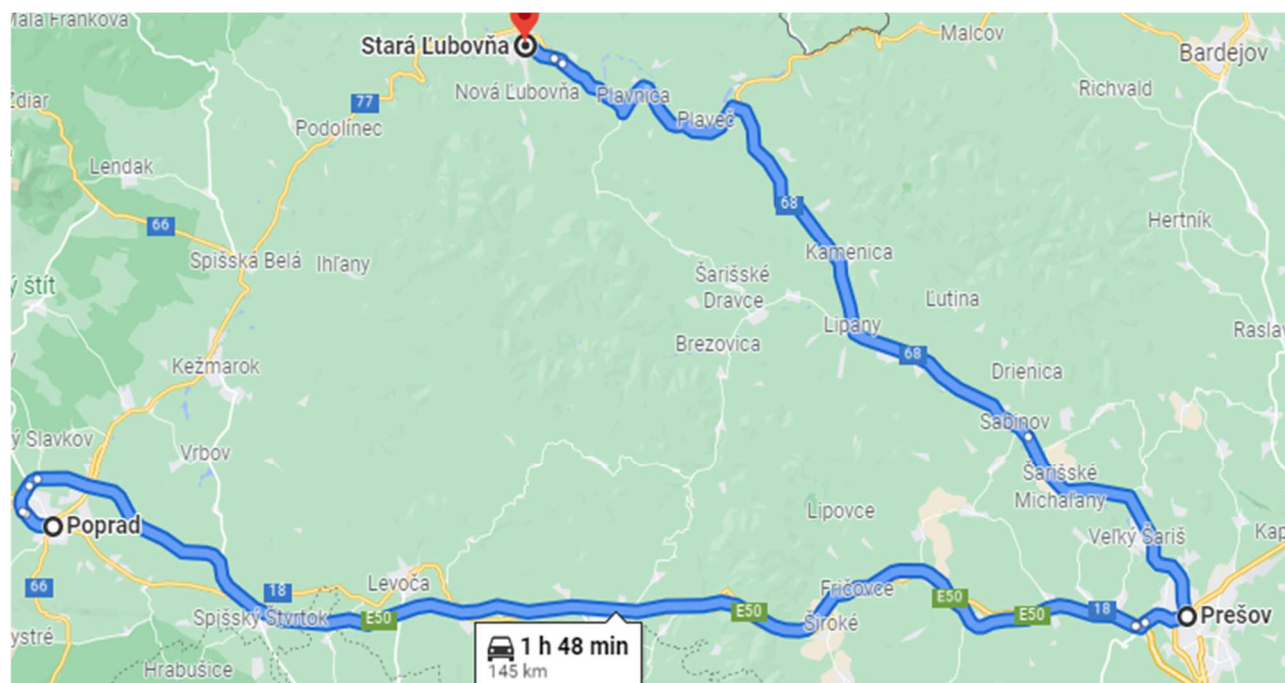 Malá Franková
Stará Ľubovňa
Malcov
Bardejov
Ždiar
77
Nová Ľubovňa
Plavnica
Richvald
Podolínec
Plaveč
Lendak
66
68
Hertník
Spišská Belá
Ihľany
Kamenica
ý štít
Šarišské
Dravce
Ľutina
Lipany
Raslav
Brezovica
68
Kežmarok
Drienica
Sabinov
ý Slavkov
Vrbov
Šarišské
Michaľany
Lipovce
Poprad
Veľký Šariš
Kap
66
18
Levoča
Fričovce
E50
E50
E50
E50
18
Prešov
Spišský Štvrtok
Široké
ystré
Hrabušice
1 h 48 min
145 km